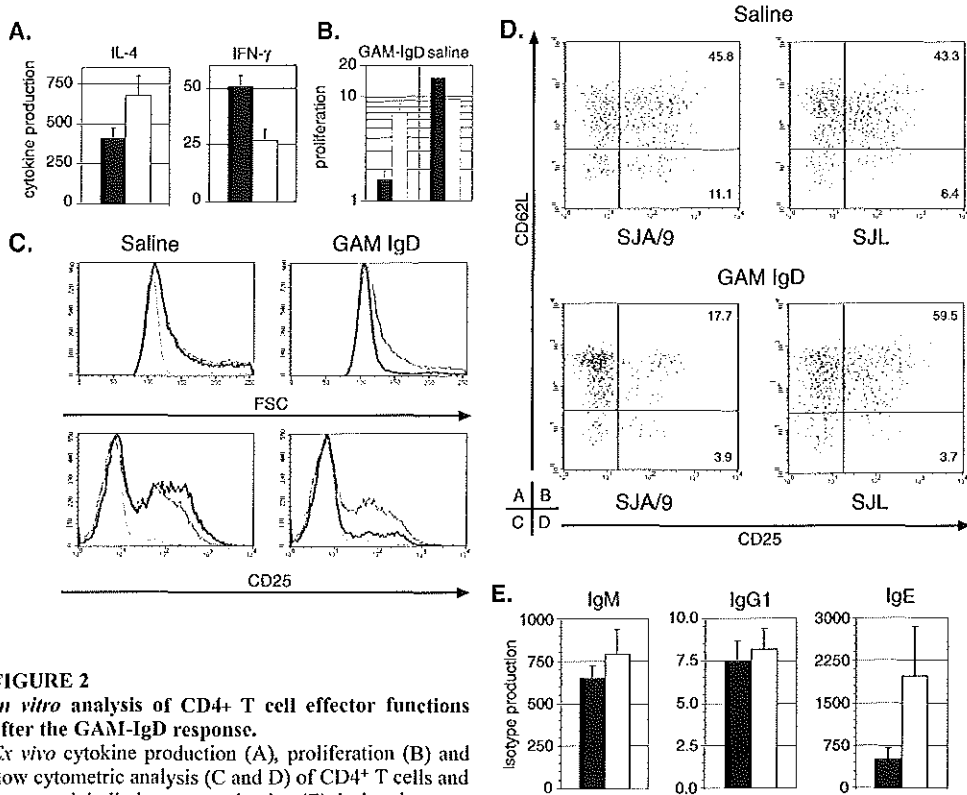 A.
IL-4
IFN-γ
cytokine production
750
500
250
0
50
25
0
B.
GAM-IgD saline
proliferation
20
10
1
C.
Saline
GAM IgD
FSC
CD25
D.
Saline
CD62L
45.8
11.1
SJA/9
43.3
6.4
SJL
GAM IgD
17.7
3.9
SJA/9
59.5
3.7
SJL
A B
C D
CD25
E.
IgM
IgG1
IgE
Isotype production
1000
750
500
250
0
10.0
7.5
5.0
2.5
0.0
3000
2250
1500
750
0
FIGURE 2
In vitro analysis of CD4+ T cell effector functions
after the GAM-IgD response.
Ex vivo cytokine production (A), proliferation (B) and
flow cytometric analysis (C and D) of CD4+ T cells and